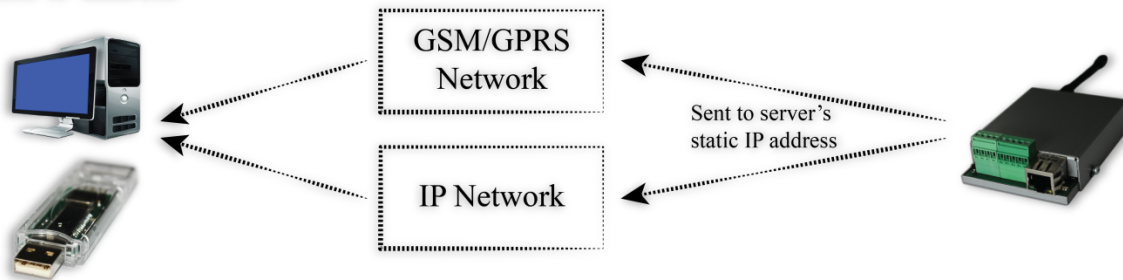 GSM/GPRS
Network
Sent to server's
static IP address
IP Network